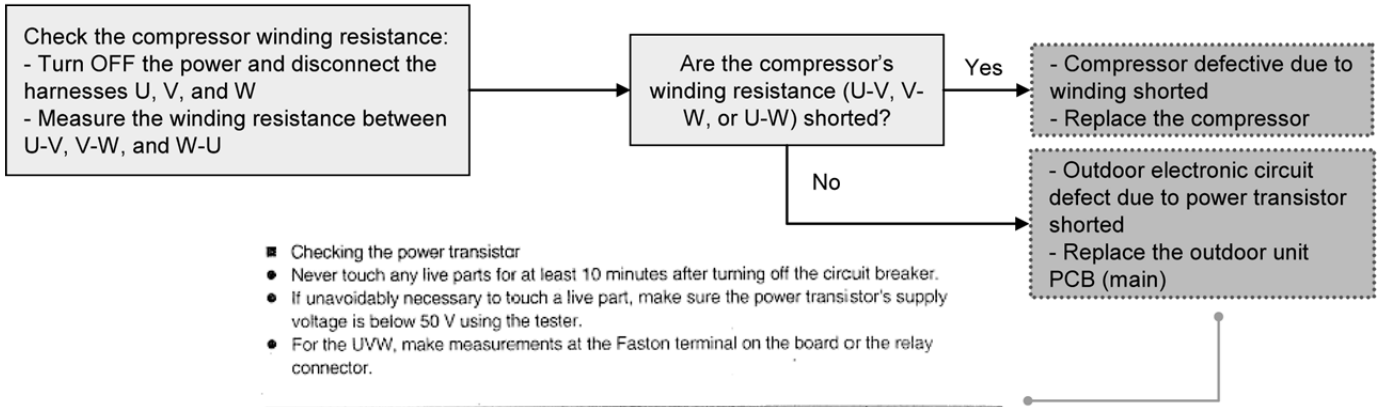 Check the compressor winding resistance:
- Turn OFF the power and disconnect the
harnesses U, V, and W
- Measure the winding resistance between
U-V, V-W, and W-U
Are the compressor's
winding resistance (U-V, V-
W, or U-W) shorted?
Yes
- Compressor defective due to
winding shorted
- Replace the compressor
No
- Outdoor electronic circuit
defect due to power transistor
shorted
- Replace the outdoor unit
PCB (main)
■ Checking the power transistor
● Never touch any live parts for at least 10 minutes after turning off the circuit breaker.
● If unavoidably necessary to touch a live part, make sure the power transistor's supply
voltage is below 50 V using the tester.
● For the UVW, make measurements at the Faston terminal on the board or the relay
connector.